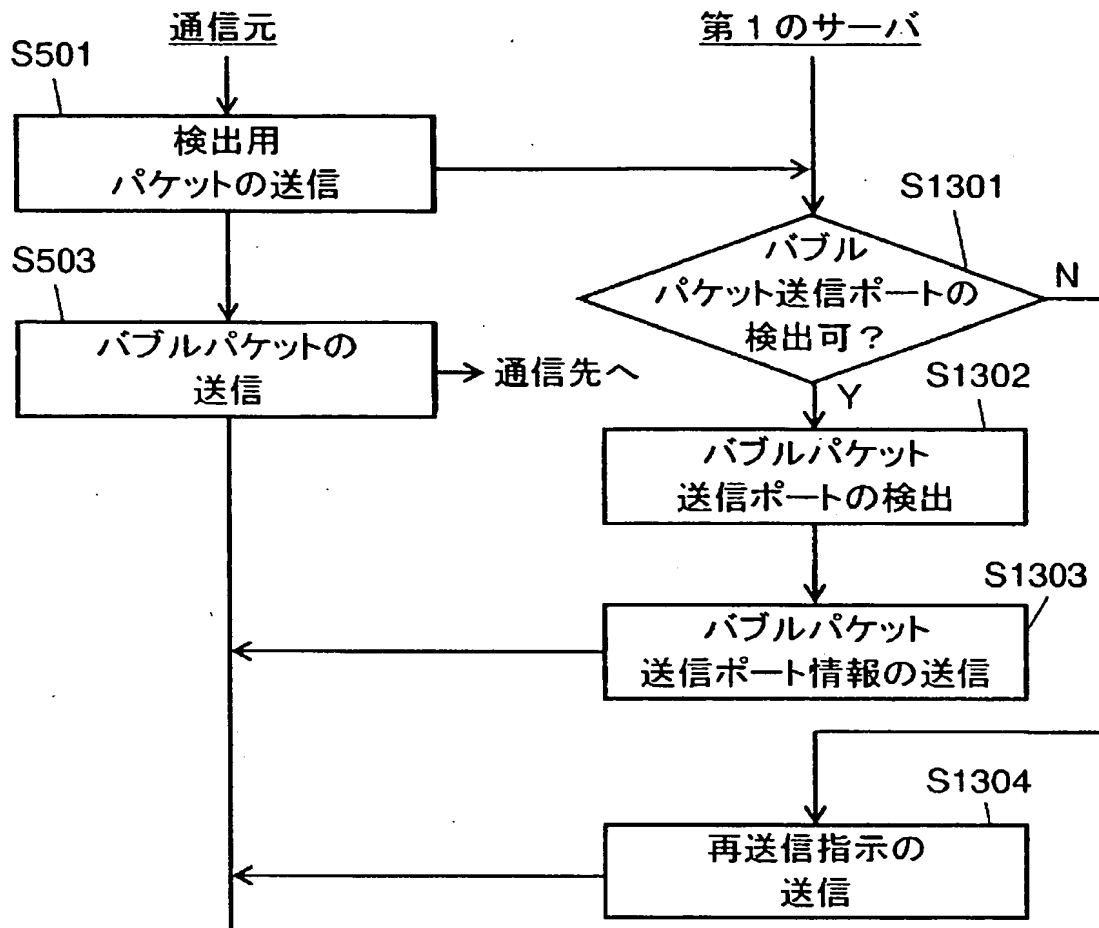 通信元
第1のサーバ
S501
検出用
パケットの送信
S1301
バブル
パケット送信ポートの
検出可？
N
S503
バブルパケットの
送信
通信先へ
Y
S1302
バブルパケット
送信ポートの検出
S1303
バブルパケット
送信ポート情報の送信
S1304
再送信指示の
送信